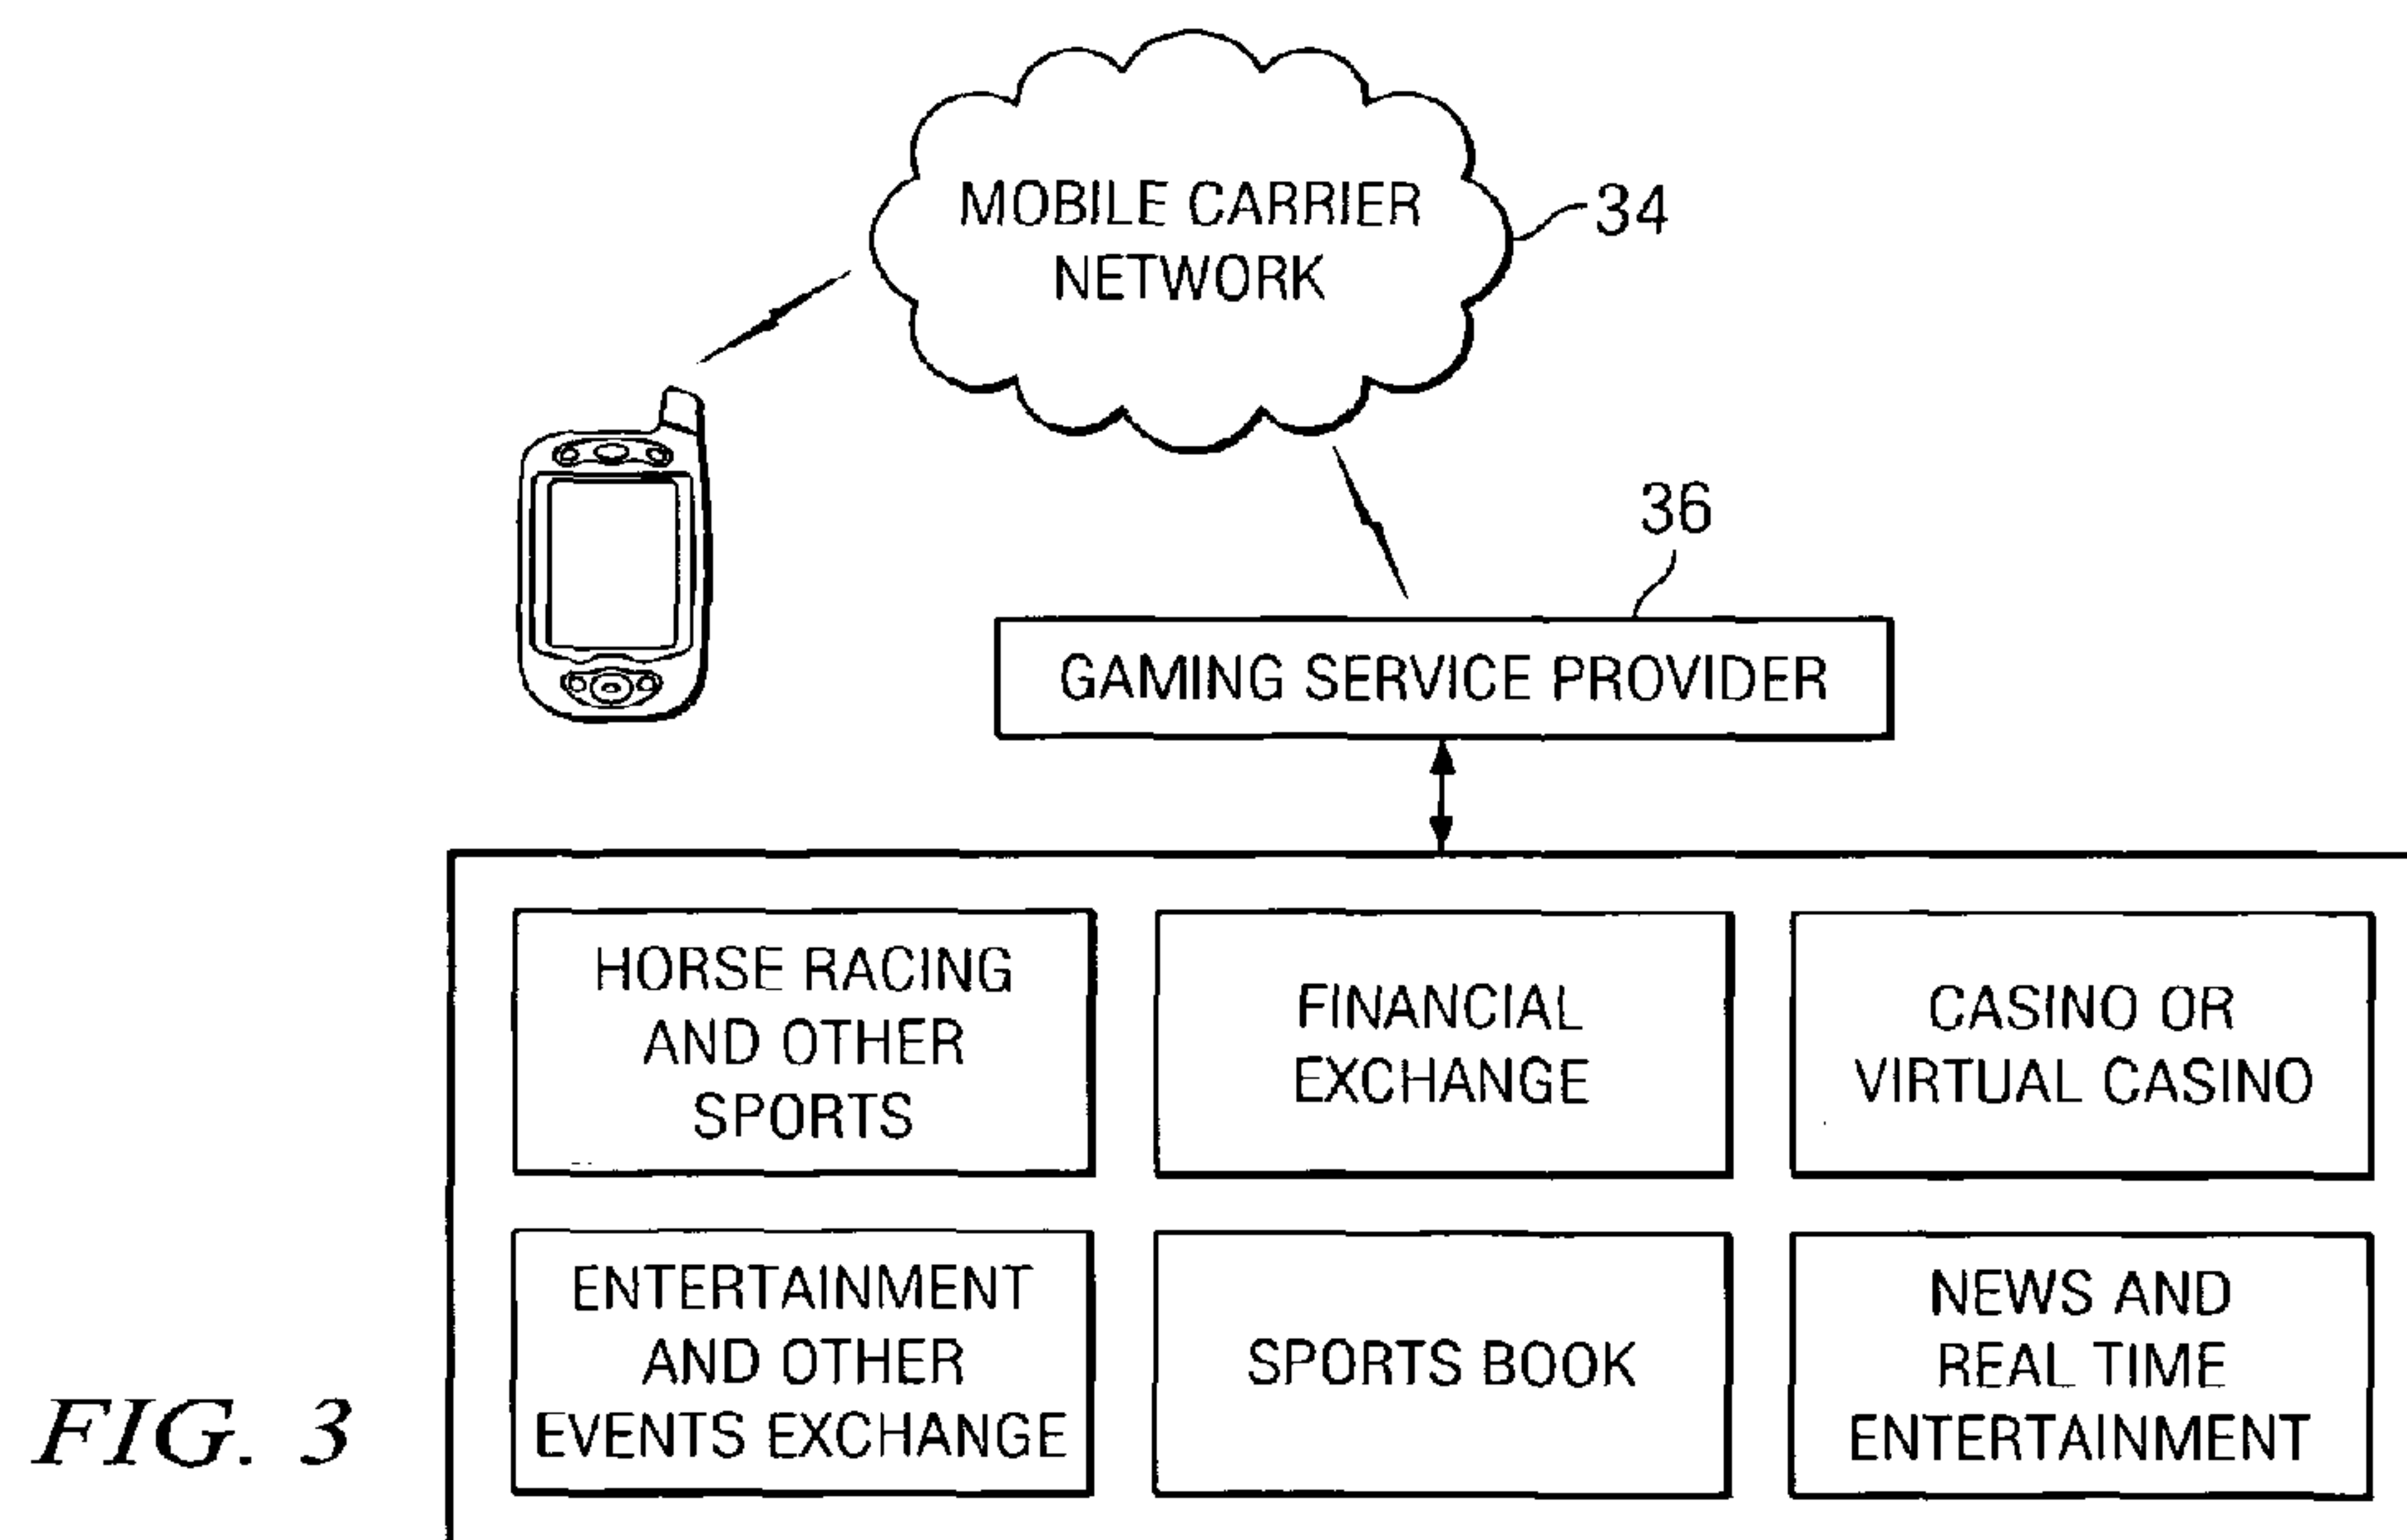 MOBILE CARRIER
NETWORK
34
36
GAMING SERVICE PROVIDER
HORSE RACING
AND OTHER
SPORTS
FINANCIAL
EXCHANGE
CASINO OR
VIRTUAL CASINO
ENTERTAINMENT
AND OTHER
EVENTS EXCHANGE
SPORTS BOOK
NEWS AND
REAL TIME
ENTERTAINMENT
FIG. 3